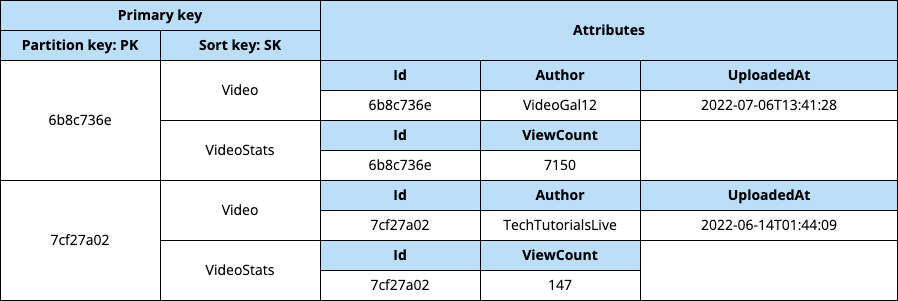 Primary key
Attributes
Partition key: PK Sort key: SK
6b8c736e
Video
Id Author UploadedAt
6b8c736e VideoGal12 2022-07-06T13:41:28
VideoStats
Id ViewCount
6b8c736e 7150
7cf27a02
Video
Id Author UploadedAt
7cf27a02 TechTutorialsLive 2022-06-14T01:44:09
VideoStats
Id ViewCount
7cf27a02 147